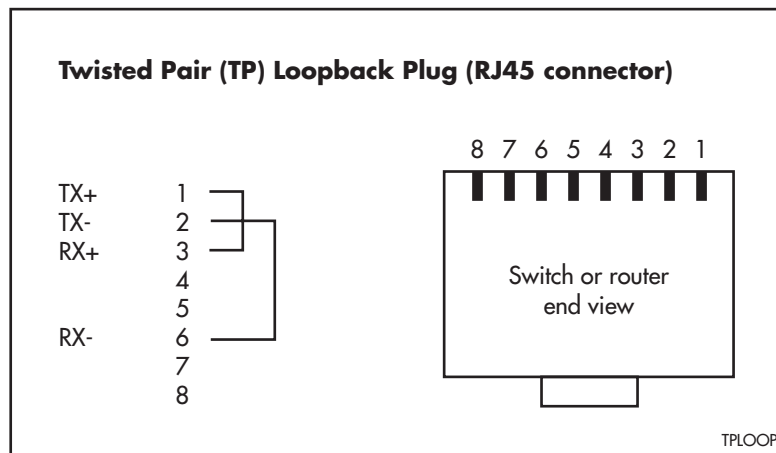 Twisted Pair (TP) Loopback Plug (RJ45 connector)
TX+ 1
TX- 2
RX+ 3
4
5
RX- 6
7
8
8 7 6 5 4 3 2 1
Switch or router
end view
TPLOOP